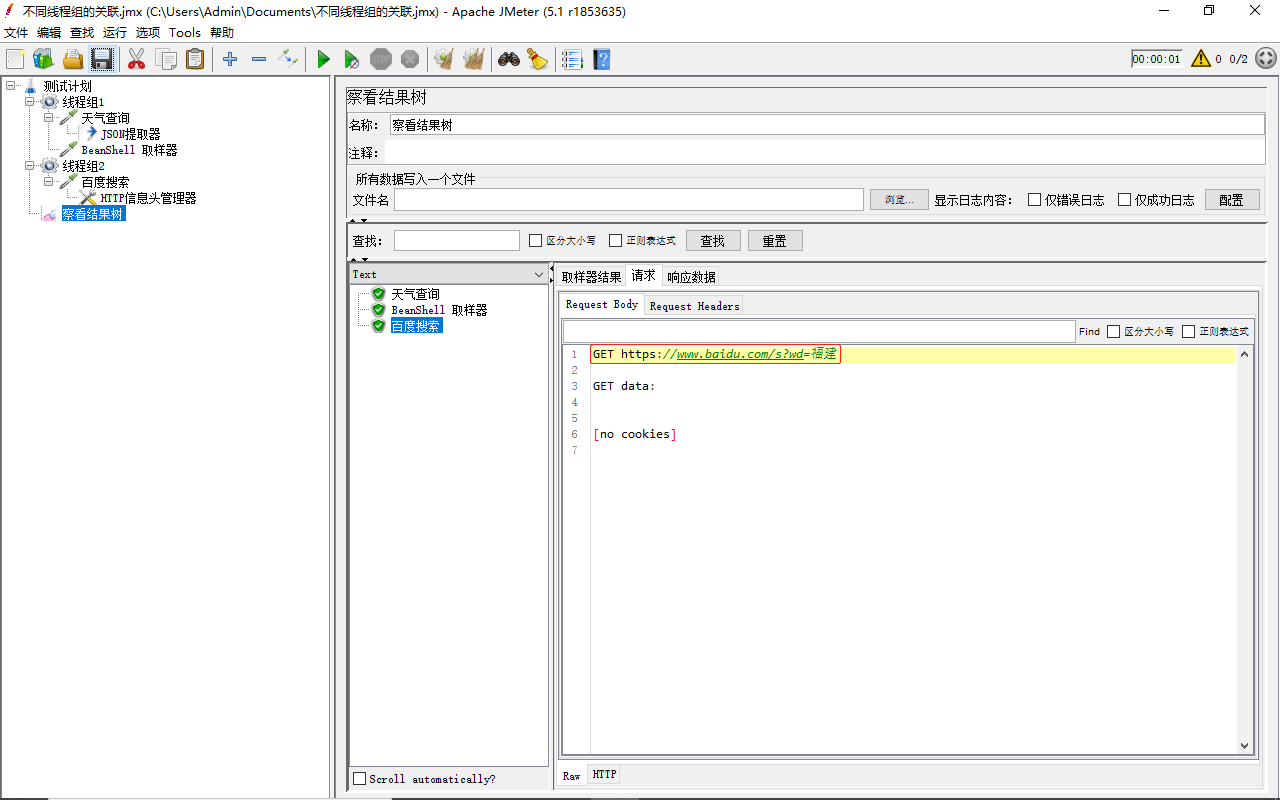 不同线程组的关联.jmx (C:\Users\Admin\Documents\不同线程组的关联.jmx) - Apache JMeter (5.1 r1853635)
文件 编辑 查找 运行 选项 Tools 帮助
STOP
00:00:01 0 0/2
测试计划
线程组1
天气查询
JSON提取器
BeanShell 取样器
线程组2
百度搜索
HTTP信息头管理器
察看结果树
察看结果树
名称: 察看结果树
注释:
所有数据写入一个文件
文件名 浏览... 显示日志内容: 仅错误日志 仅成功日志 配置
查找: 区分大小写 正则表达式 查找 重置
Text
天气查询
BeanShell 取样器
百度搜索
Scroll automatically?
取样器结果 请求 响应数据
Request Body Request Headers
Find 区分大小写 正则表达式
1 GET https://www.baidu.com/s?wd=福建
2
3 GET data:
4
5
6 [no cookies]
7
Raw HTTP